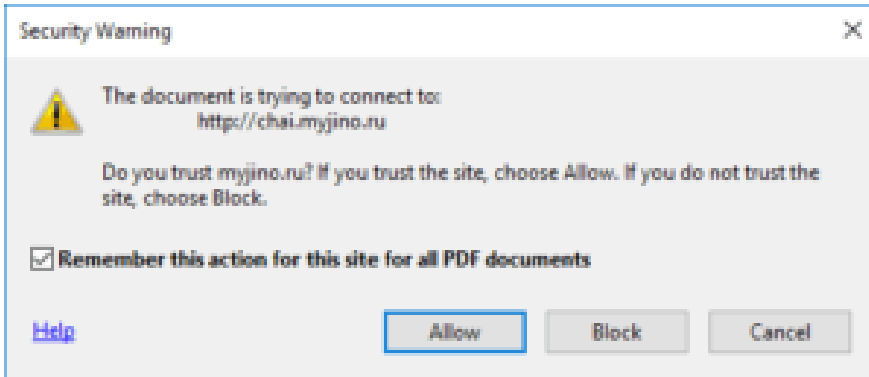 Security Warning
The document is trying to connect to:
http://chai.myjino.ru
Do you trust myjino.ru? If you trust the site, choose Allow. If you do not trust the
site, choose Block.
Remember this action for this site for all PDF documents
Help
Allow
Block
Cancel